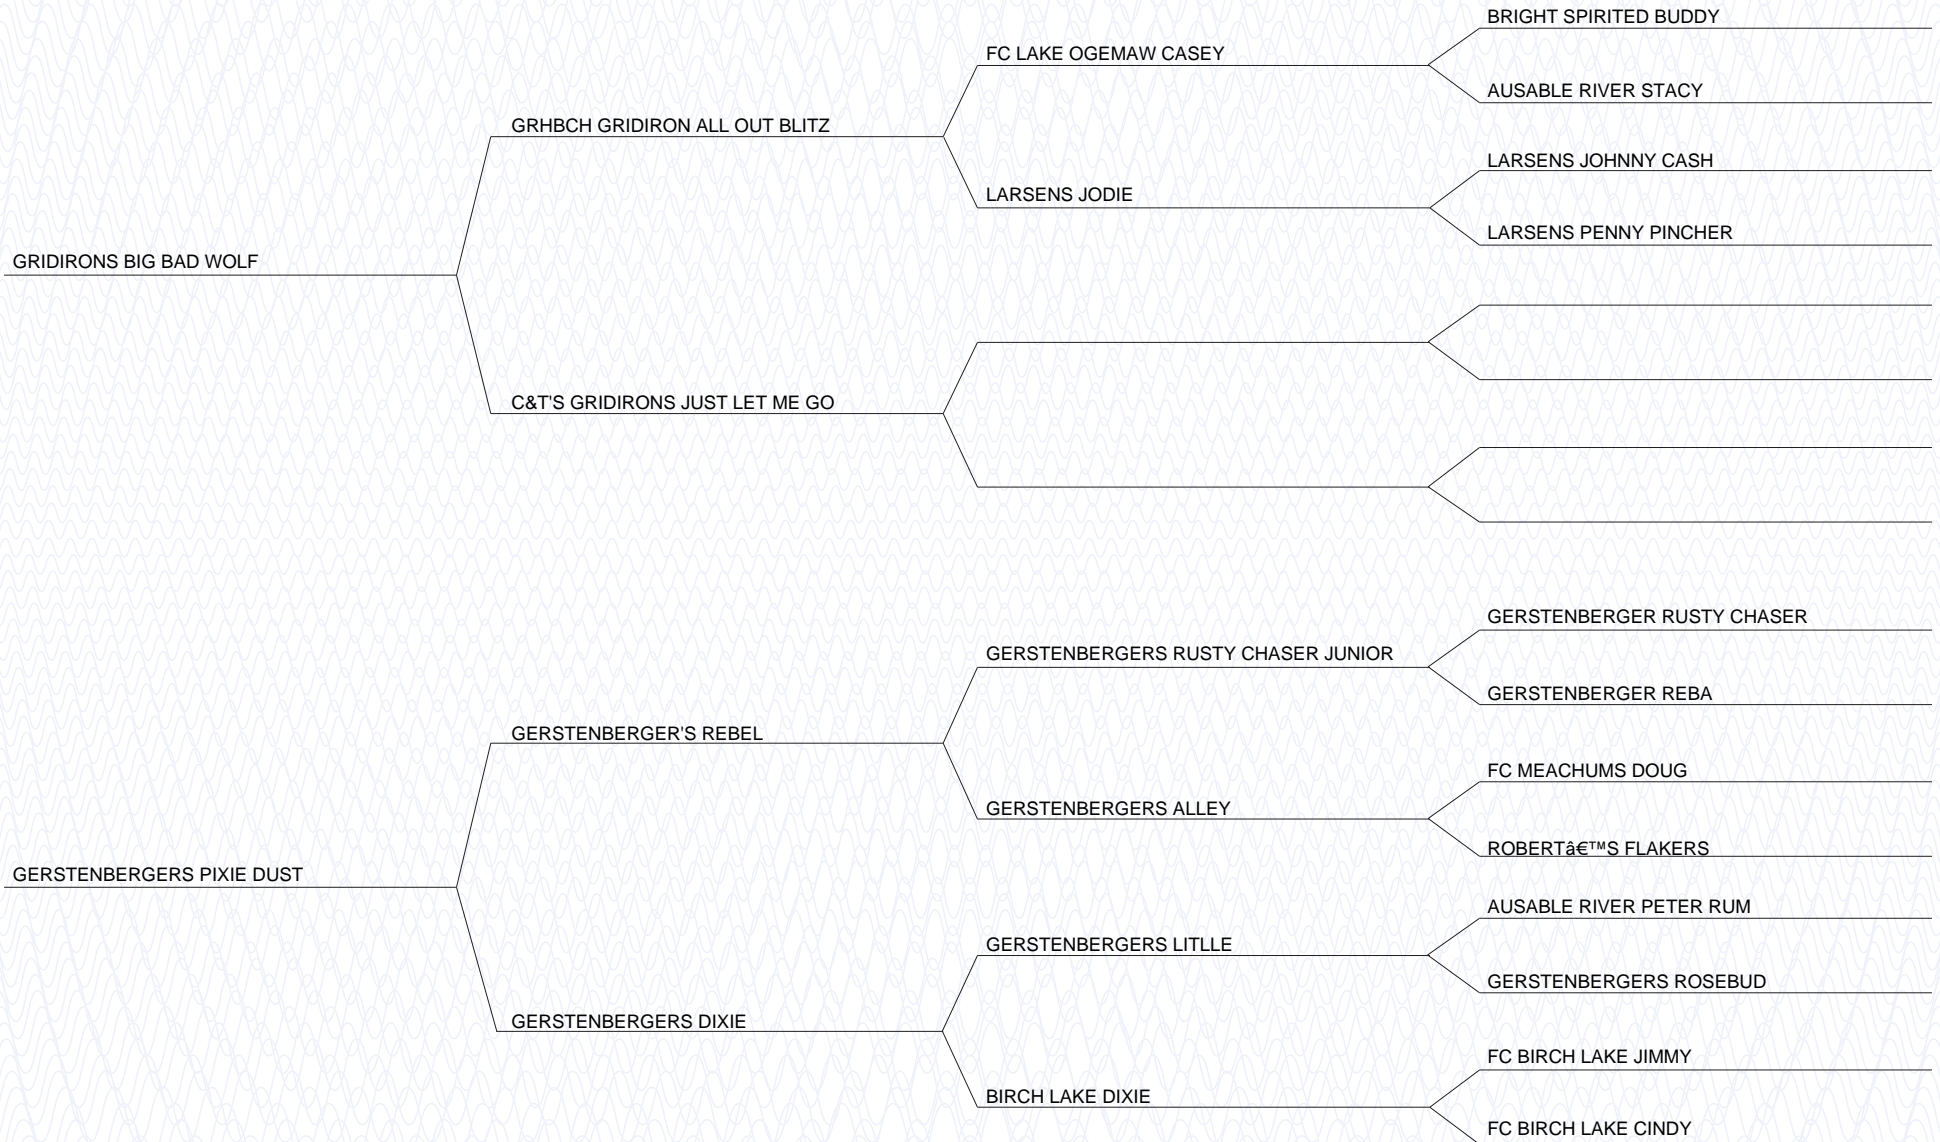 BRIGHT SPIRITED BUDDY
FC LAKE OGEMAW CASEY
AUSABLE RIVER STACY
GRHBCH GRIDIRON ALL OUT BLITZ
LARSENS JOHNNY CASH
LARSENS JODIE
LARSENS PENNY PINCHER
GRIDIRONS BIG BAD WOLF
C&T'S GRIDIRONS JUST LET ME GO
GERSTENBERGER RUSTY CHASER
GERSTENBERGERS RUSTY CHASER JUNIOR
GERSTENBERGER REBA
GERSTENBERGER'S REBEL
FC MEACHUMS DOUG
GERSTENBERGERS ALLEY
ROBERTâ€™S FLAKERS
GERSTENBERGERS PIXIE DUST
AUSABLE RIVER PETER RUM
GERSTENBERGERS LITLLE
GERSTENBERGERS ROSEBUD
GERSTENBERGERS DIXIE
FC BIRCH LAKE JIMMY
BIRCH LAKE DIXIE
FC BIRCH LAKE CINDY